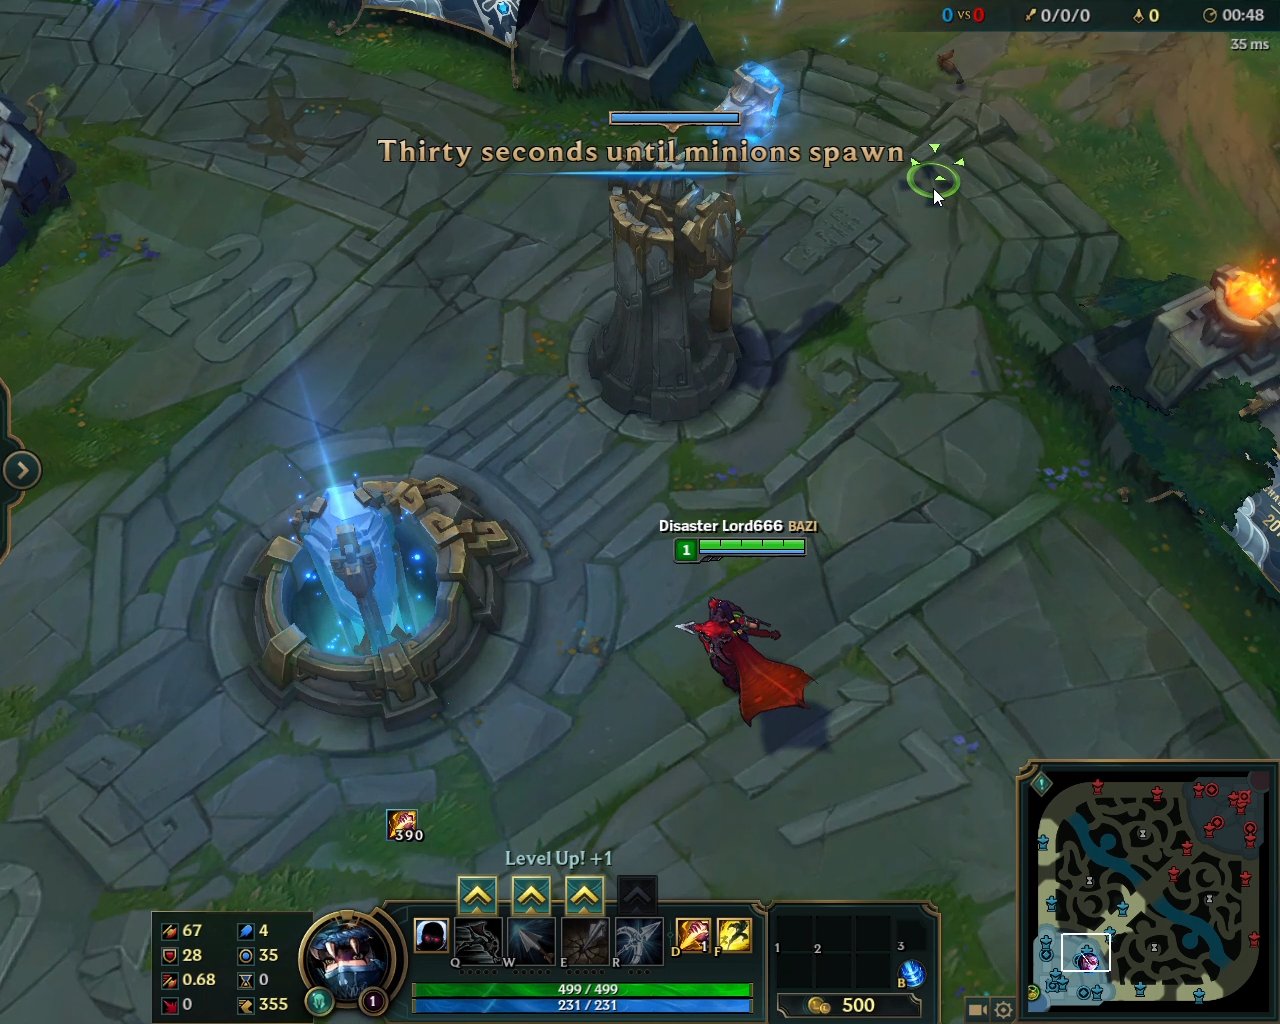 0 vs 0 0/0/0 0 00:48
35 ms
Thirty seconds until minions spawn
20
Disaster Lord666 BAZI
1
390
Level Up! +1
67 4
28 35
0.68 0
0 355
1
Q W E R D 1 F
499 / 499
231 / 231
1 2 3
B
500